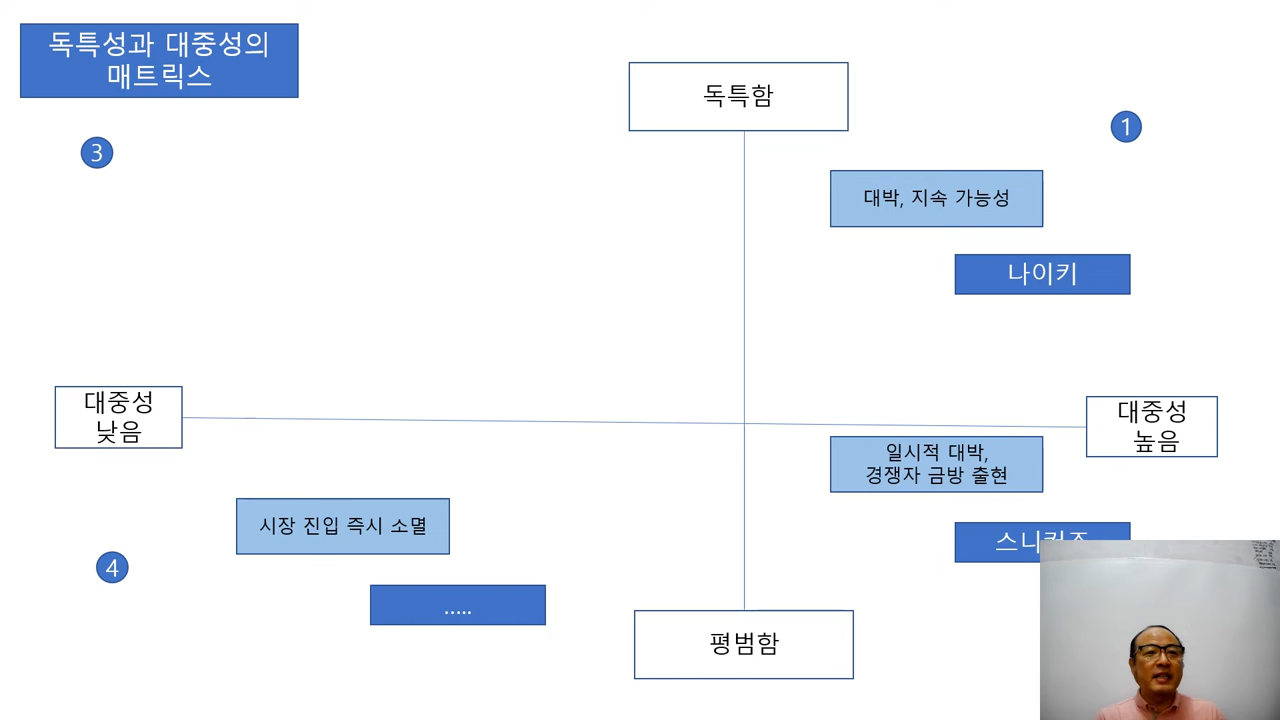 독특성과 대중성의
매트릭스
독특함
1
3
대박, 지속 가능성
나이키
대중성
낮음
대중성
높음
일시적 대박,
경쟁자 금방 출현
시장 진입 즉시 소멸
4
.....
평범함